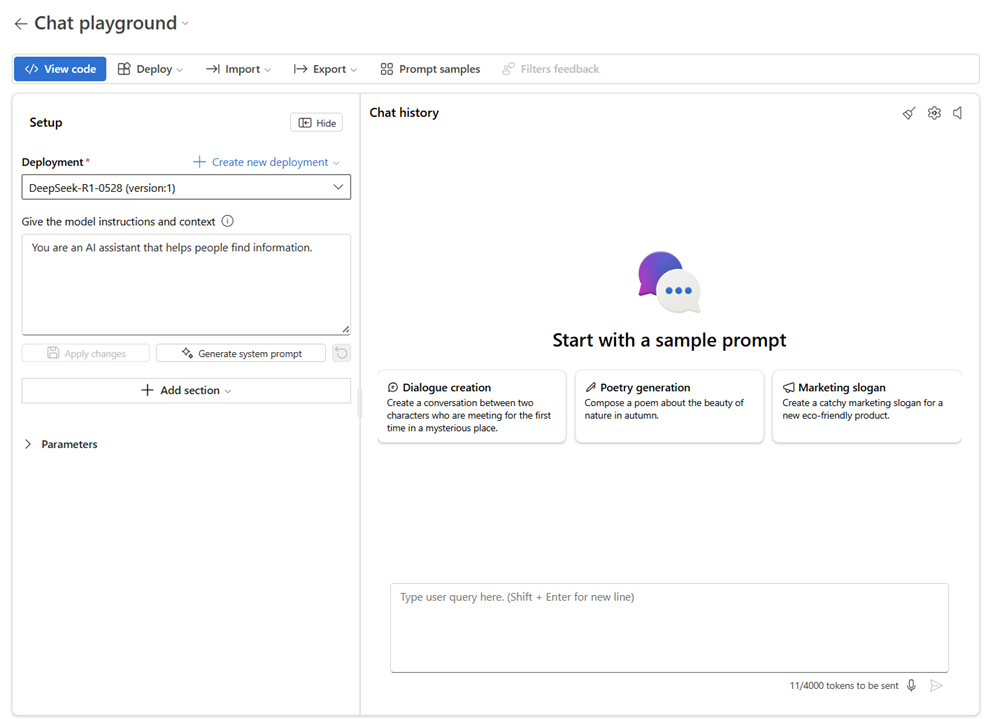 Chat playground
View code Deploy Import Export Prompt samples Filters feedback
Setup
Hide
Deployment*
Create new deployment
DeepSeek-R1-0528 (version:1)
Give the model instructions and context
You are an AI assistant that helps people find information.
Apply changes
Generate system prompt
Add section
Parameters
Chat history
Start with a sample prompt
Dialogue creation
Create a conversation between two
characters who are meeting for the first
time in a mysterious place.
Poetry generation
Compose a poem about the beauty of
nature in autumn.
Marketing slogan
Create a catchy marketing slogan for a
new eco-friendly product.
Type user query here. (Shift + Enter for new line)
11/4000 tokens to be sent